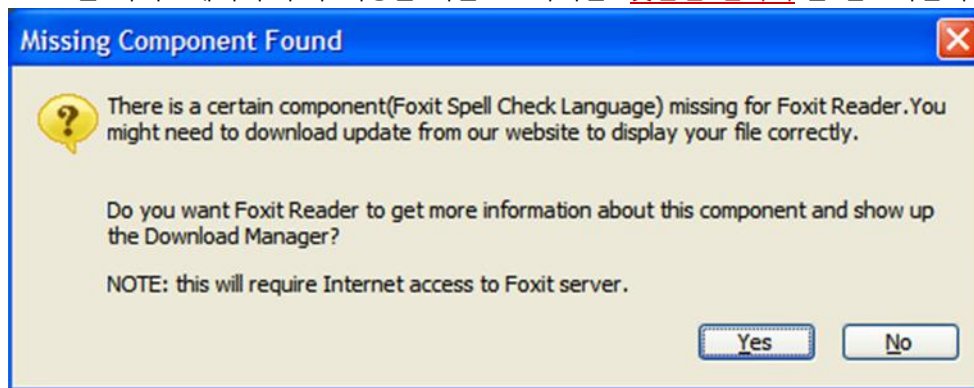 Missing Component Found
There is a certain component(Foxit Spell Check Language) missing for Foxit Reader.You
might need to download update from our website to display your file correctly.
Do you want Foxit Reader to get more information about this component and show up
the Download Manager?
NOTE: this will require Internet access to Foxit server.
Yes No